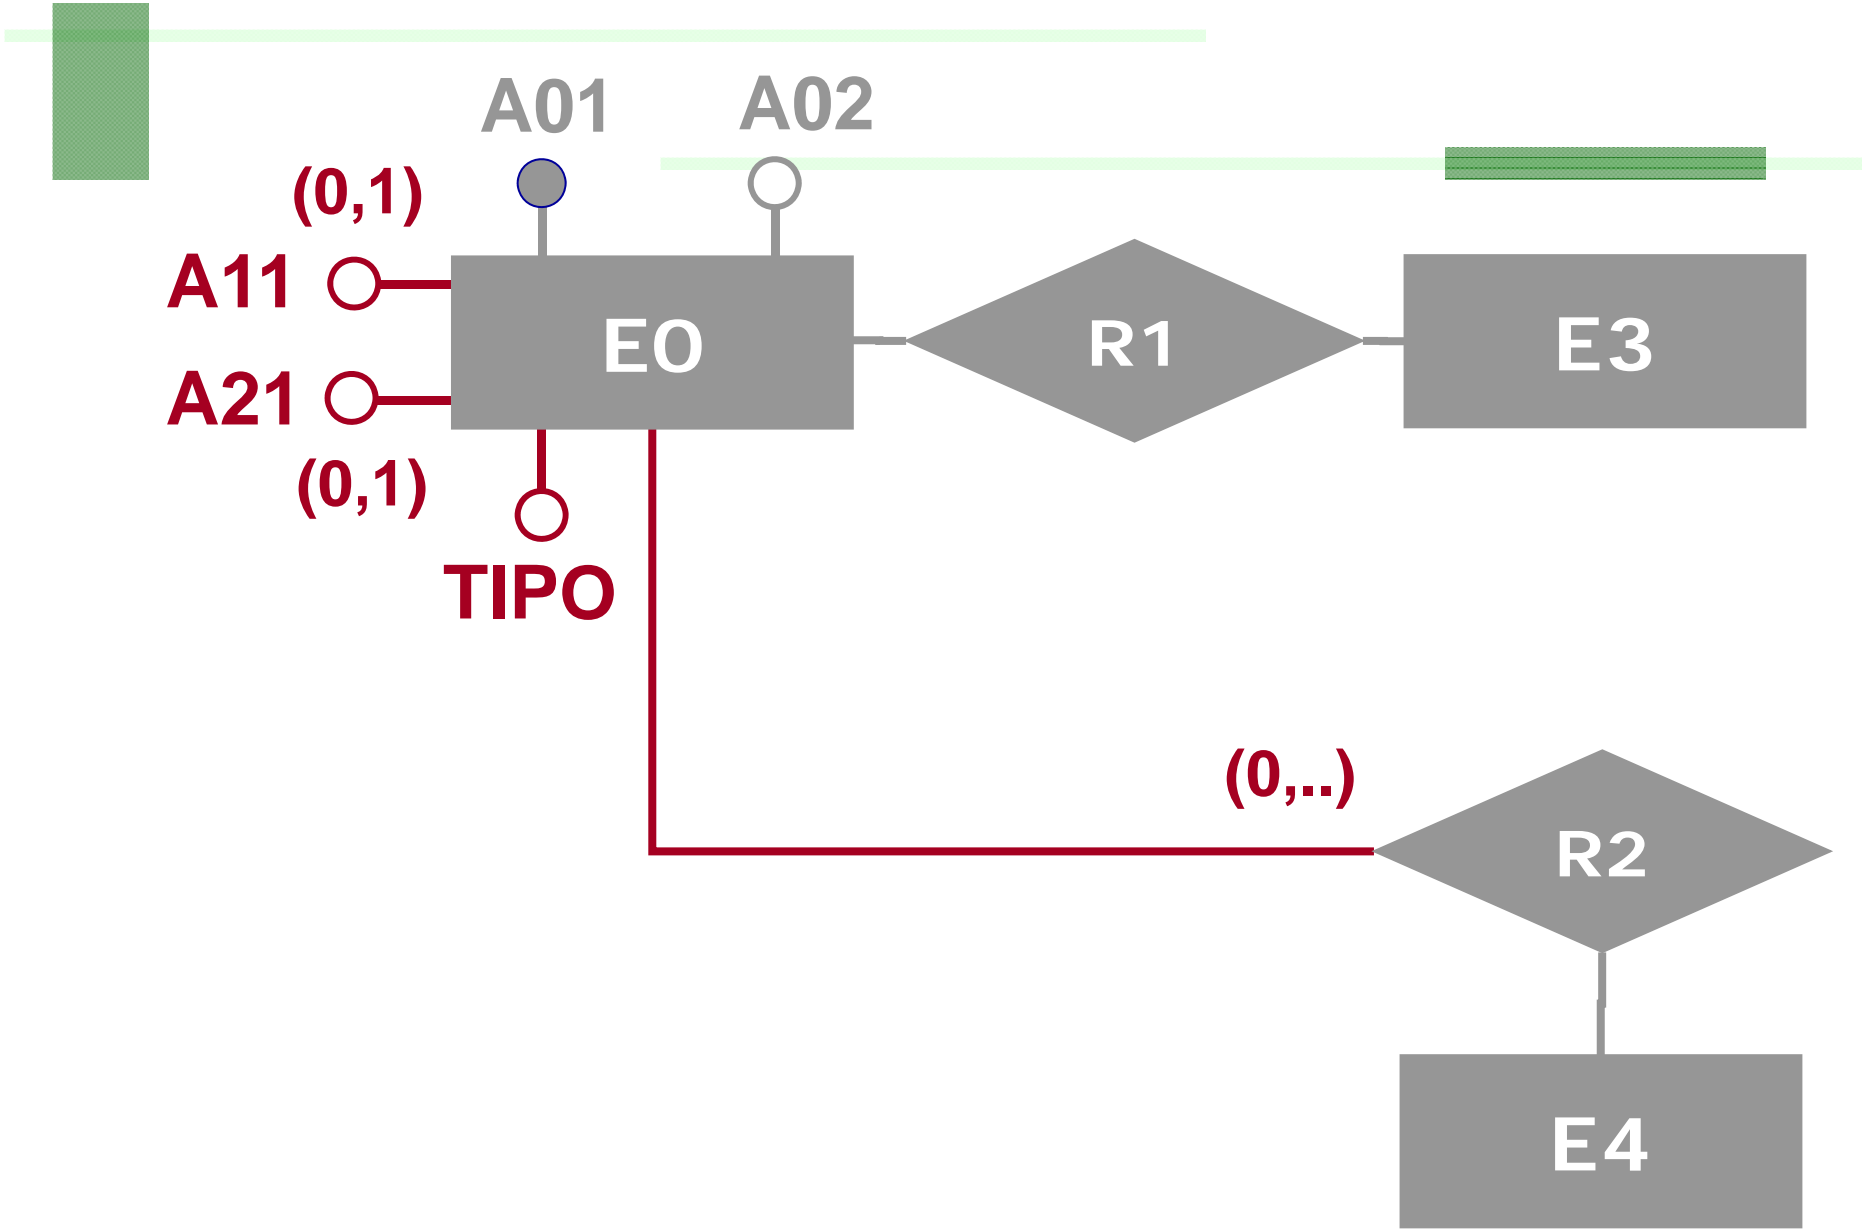 A01
A02
(0,1)
A11
E0
R1
E3
A21
(0,1)
TIPO
(0,..)
R2
E4